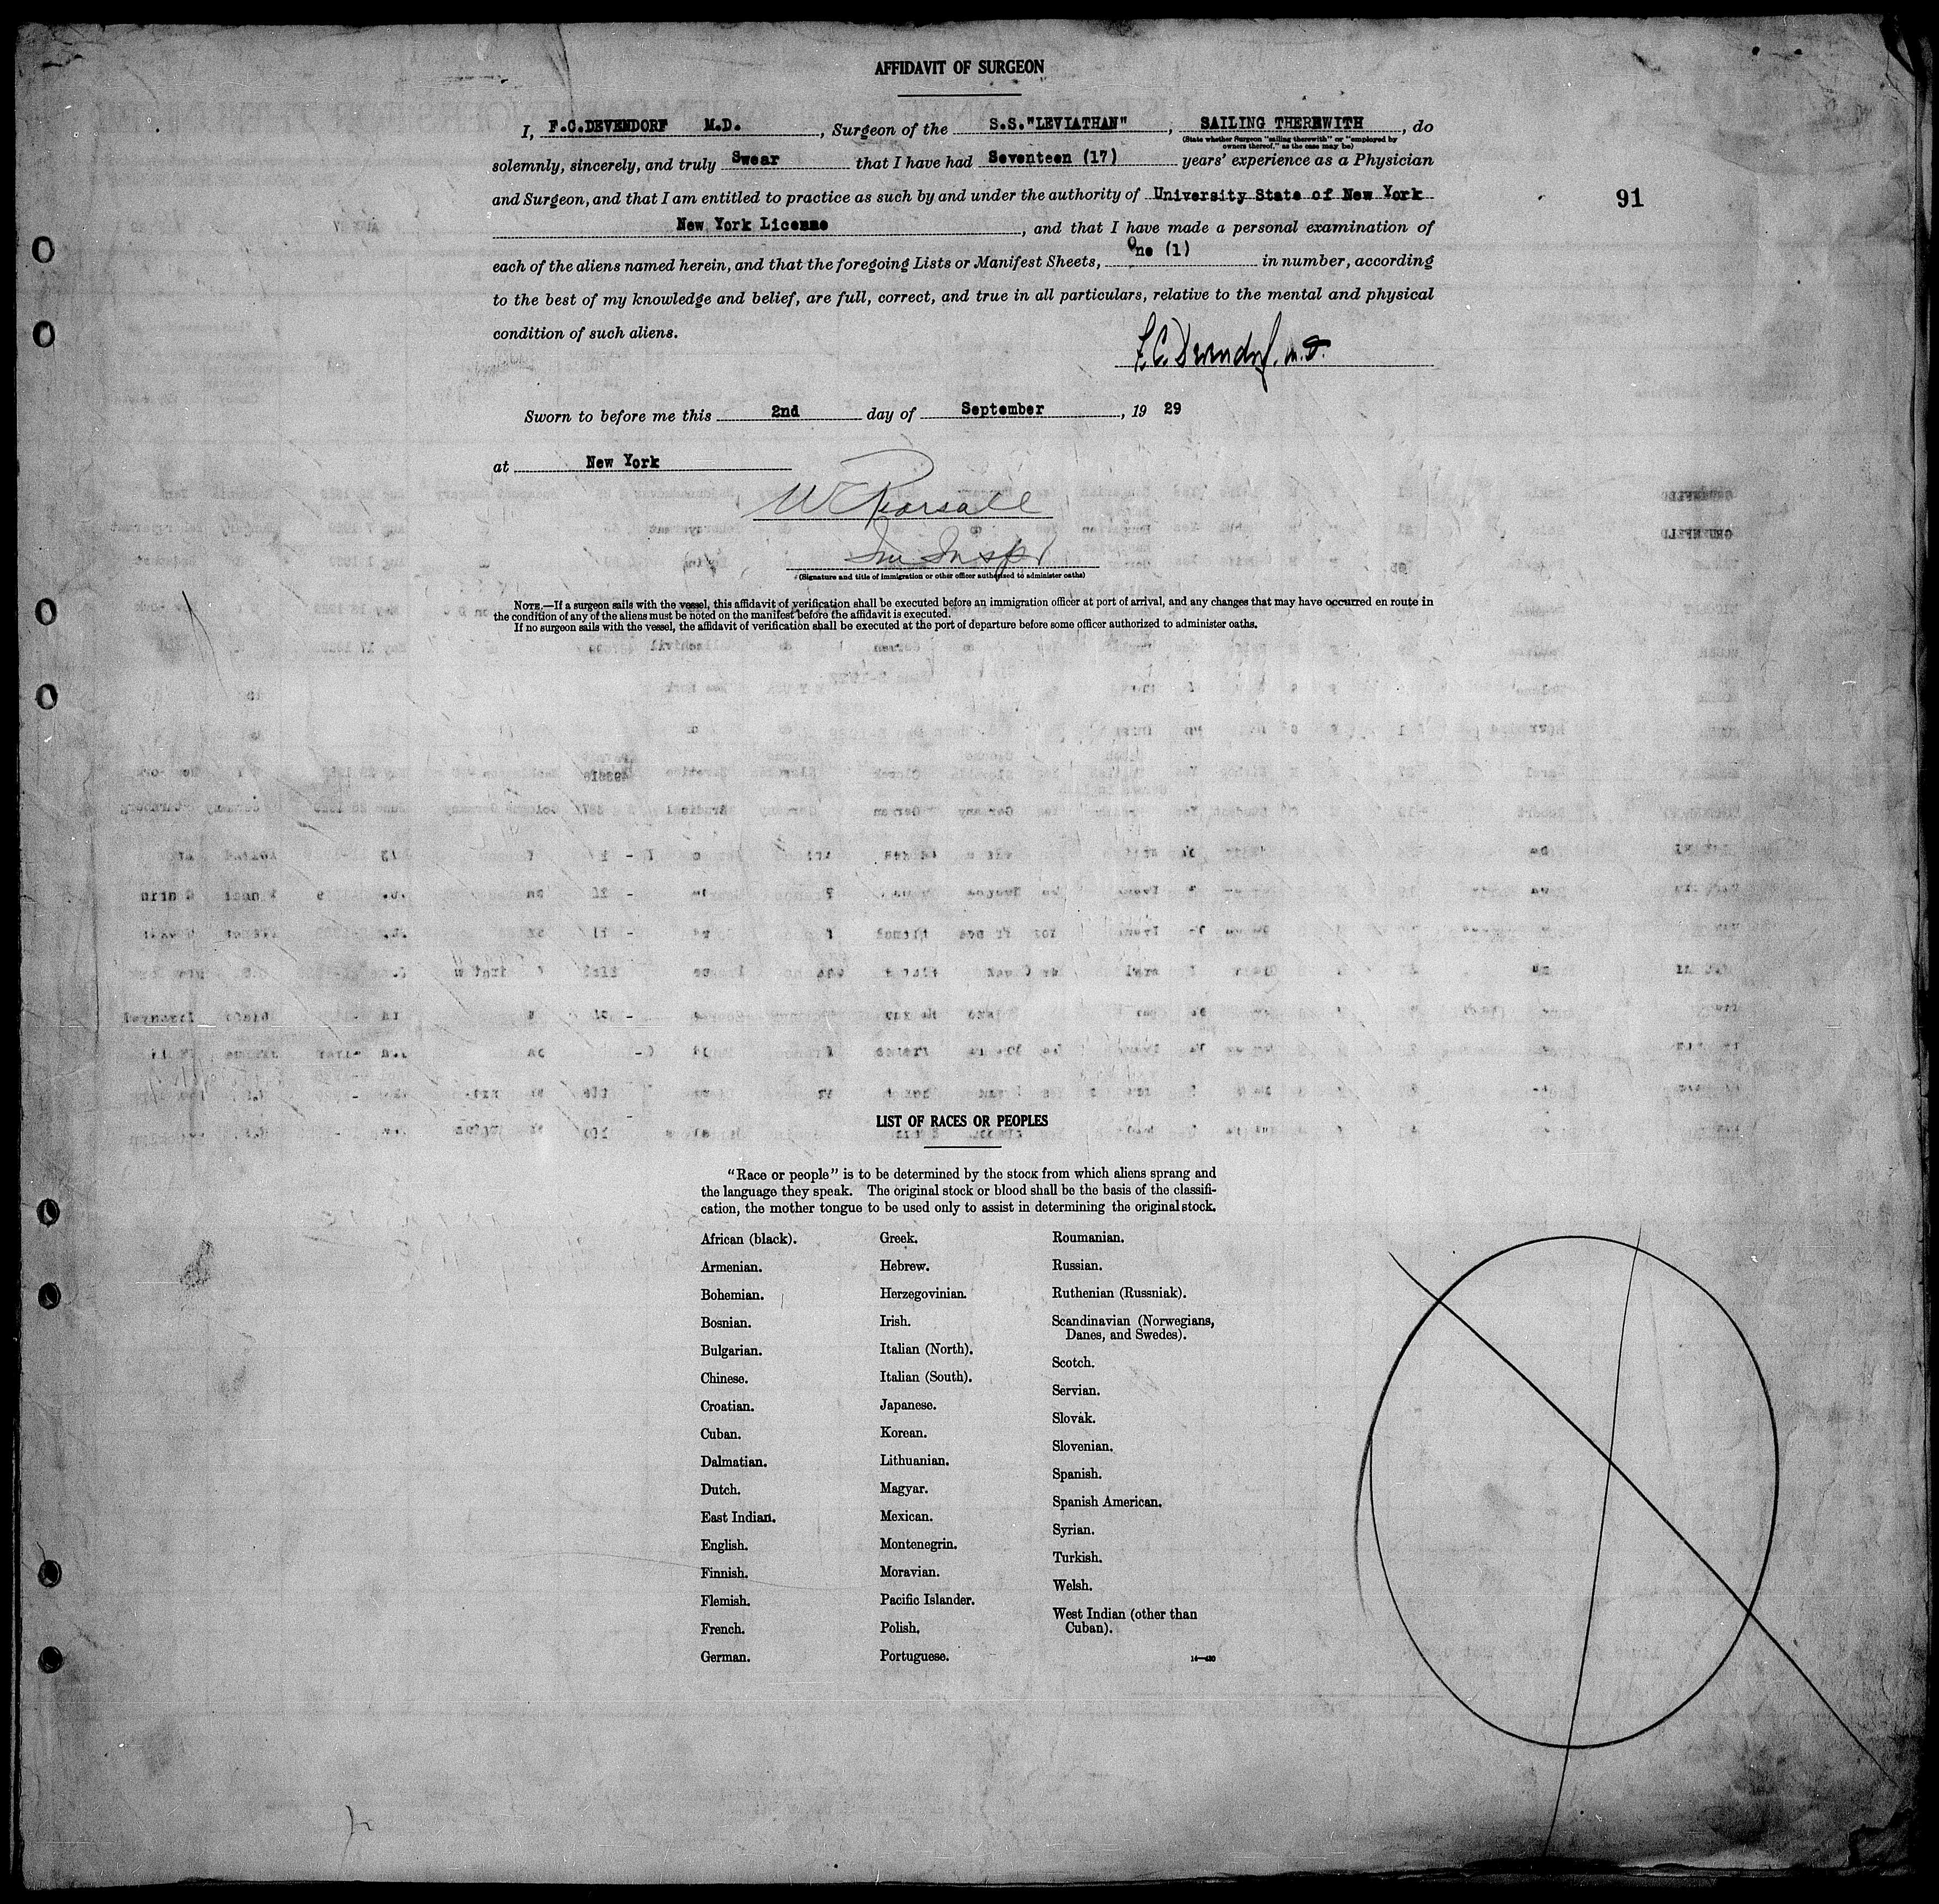 AFFIDAVIT OF SURGEON
I, F.C.DEVENDORF M.D. , Surgeon of the S.S."LEVIATHAN" , SAILING THEREWITH , do
(State whether Surgeon "sailing therewith" or "employed by
owners thereof," as the case may be)
solemnly, sincerely, and truly Swear that I have had Seventeen (17) years' experience as a Physician
and Surgeon, and that I am entitled to practice as such by and under the authority of University State of New York
91
New York License , and that I have made a personal examination of
each of the aliens named herein, and that the foregoing Lists or Manifest Sheets, One (1) in number, according
to the best of my knowledge and belief, are full, correct, and true in all particulars, relative to the mental and physical
condition of such aliens.
F.C. Devendorf. M.D.
Sworn to before me this 2nd day of September , 19 29
at New York
W Pearsall
Im Inspr
(Signature and title of immigration or other officer authorized to administer oaths)
NOTE.—If a surgeon sails with the vessel, this affidavit of verification shall be executed before an immigration officer at port of arrival, and any changes that may have occurred en route in
the condition of any of the aliens must be noted on the manifest before the affidavit is executed.
If no surgeon sails with the vessel, the affidavit of verification shall be executed at the port of departure before some officer authorized to administer oaths.
LIST OF RACES OR PEOPLES
"Race or people" is to be determined by the stock from which aliens sprang and
the language they speak. The original stock or blood shall be the basis of the classifi-
cation, the mother tongue to be used only to assist in determining the original stock.
African (black).
Armenian.
Bohemian.
Bosnian.
Bulgarian.
Chinese.
Croatian.
Cuban.
Dalmatian.
Dutch.
East Indian.
English.
Finnish.
Flemish.
French.
German.
Greek.
Hebrew.
Herzegovinian.
Irish.
Italian (North).
Italian (South).
Japanese.
Korean.
Lithuanian.
Magyar.
Mexican.
Montenegrin.
Moravian.
Pacific Islander.
Polish.
Portuguese.
Roumanian.
Russian.
Ruthenian (Russniak).
Scandinavian (Norwegians,
Danes, and Swedes).
Scotch.
Servian.
Slovak.
Slovenian.
Spanish.
Spanish American.
Syrian.
Turkish.
Welsh.
West Indian (other than
Cuban).